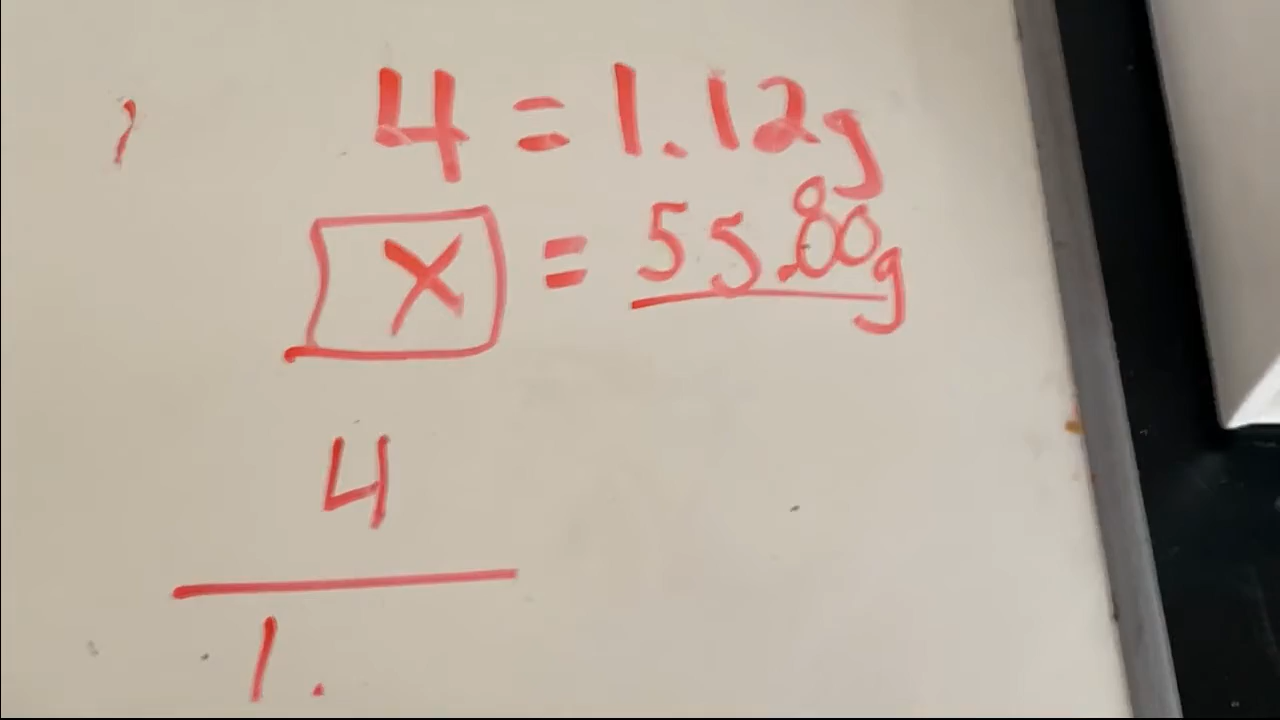 4 = 1.12g
x = 55.80g
4
1.